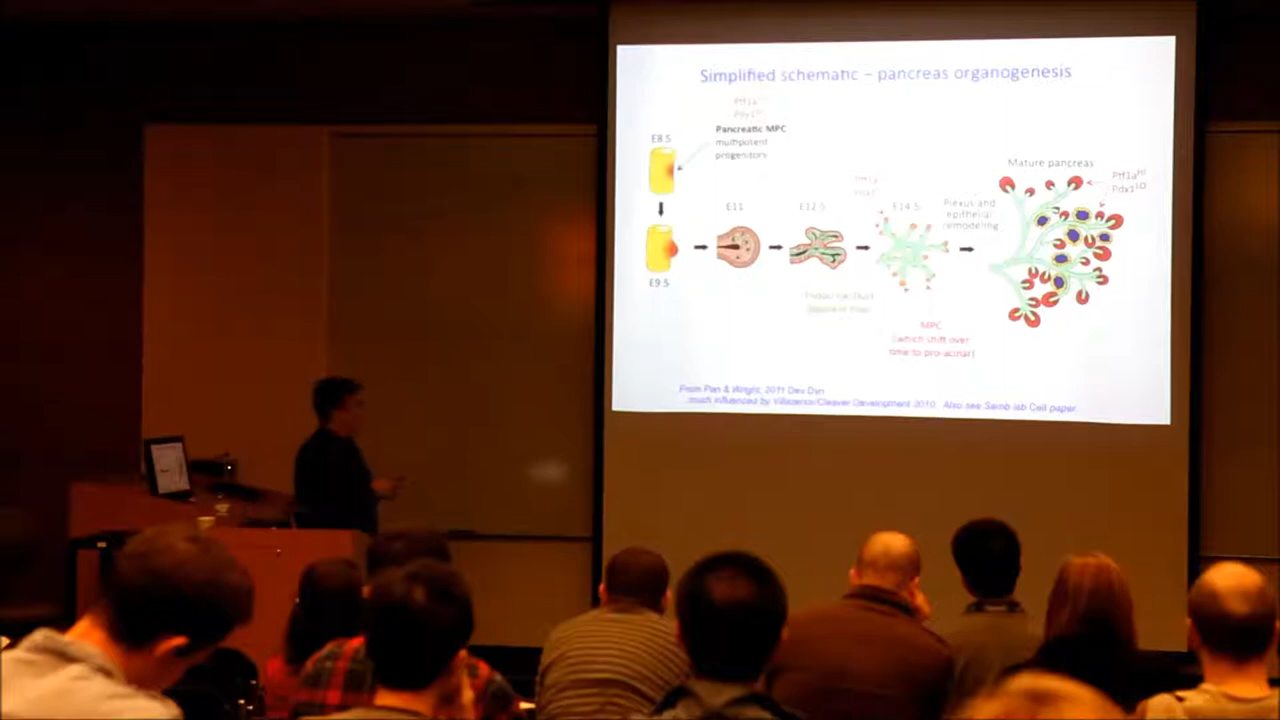 Simplified schematic – pancreas organogenesis
Pancreatic MPC
multipotent
progenitors
E8.5
E9.5
E11
E12.5
E14.5
Plexus and
epithelial
remodeling
Mature pancreas
Ptf1aHI
Pdx1LO
MPC
(which shift over
time to pro-acinar)
From Pan & Wright, 2011 Dev Dyn
much influenced by Villasenor/Cleaver Development 2010. Also see Semb lab Cell paper